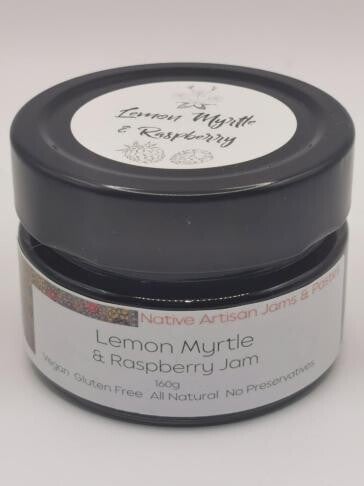 Lemon Myrtle
& Raspberry
Native Artisan Jams &
Lemon Myrtle
& Raspberry Jam
160g
Vegan Gluten Free All Natural No Preservatives